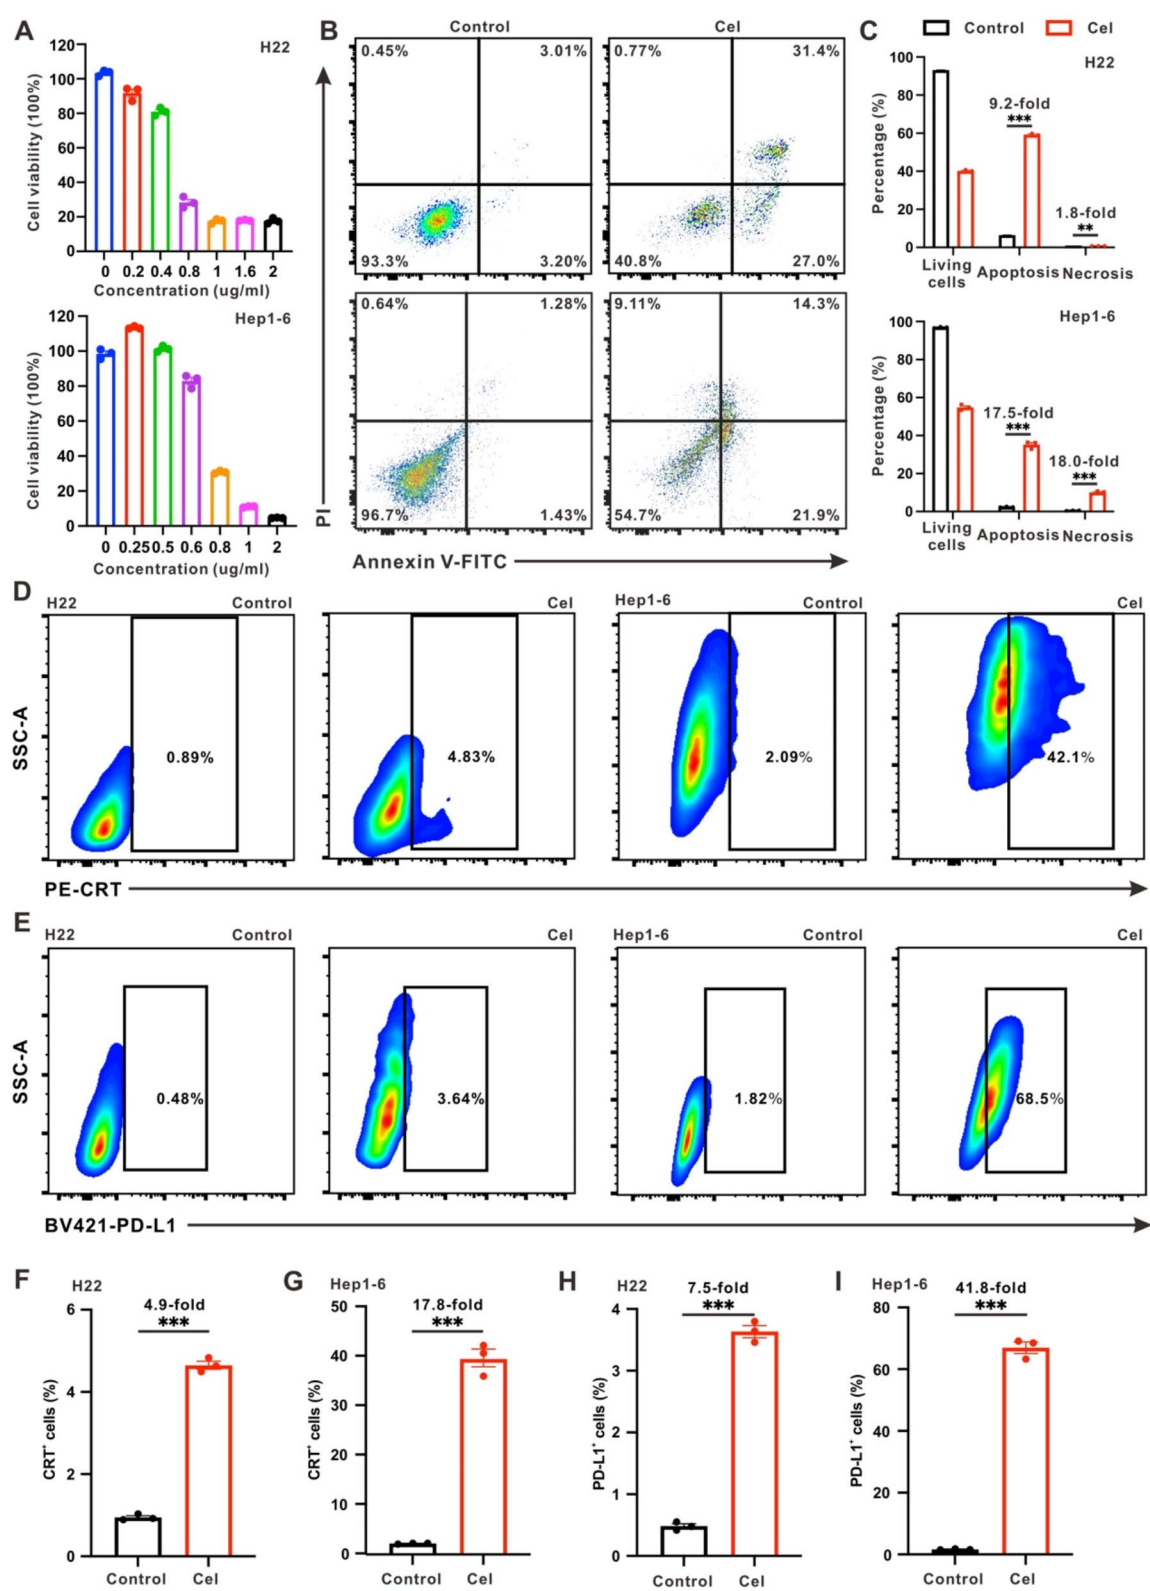 A
H22
Cell viability (100%)
120
100
80
60
40
20
0
0 0.2 0.4 0.8 1 1.6 2
Concentration (ug/ml)
Hep1-6
Cell viability (100%)
120
100
80
60
40
20
0
0 0.25 0.5 0.6 0.8 1 2
Concentration (ug/ml)
B
Control Cel
0.45% 3.01%
93.3% 3.20%
0.77% 31.4%
40.8% 27.0%
0.64% 1.28%
96.7% 1.43%
9.11% 14.3%
54.7% 21.9%
PI
Annexin V-FITC
C
Control Cel
H22
Percentage (%)
100
80
60
40
20
0
9.2-fold
***
1.8-fold
**
Living cells Apoptosis Necrosis
Hep1-6
Percentage (%)
100
80
60
40
20
0
17.5-fold
***
18.0-fold
***
Living cells Apoptosis Necrosis
D
H22 Control Cel Hep1-6 Control Cel
SSC-A
0.89% 4.83% 2.09% 42.1%
PE-CRT
E
H22 Control Cel Hep1-6 Control Cel
SSC-A
0.48% 3.64% 1.82% 68.5%
BV421-PD-L1
F
H22
4.9-fold
***
CRT⁺ cells (%)
6
4
2
0
Control Cel
G
Hep1-6
17.8-fold
***
CRT⁺ cells (%)
50
40
30
20
10
0
Control Cel
H
H22
7.5-fold
***
PD-L1⁺ cells (%)
4
3
2
1
0
Control Cel
I
Hep1-6
41.8-fold
***
PD-L1⁺ cells (%)
80
60
40
20
0
Control Cel